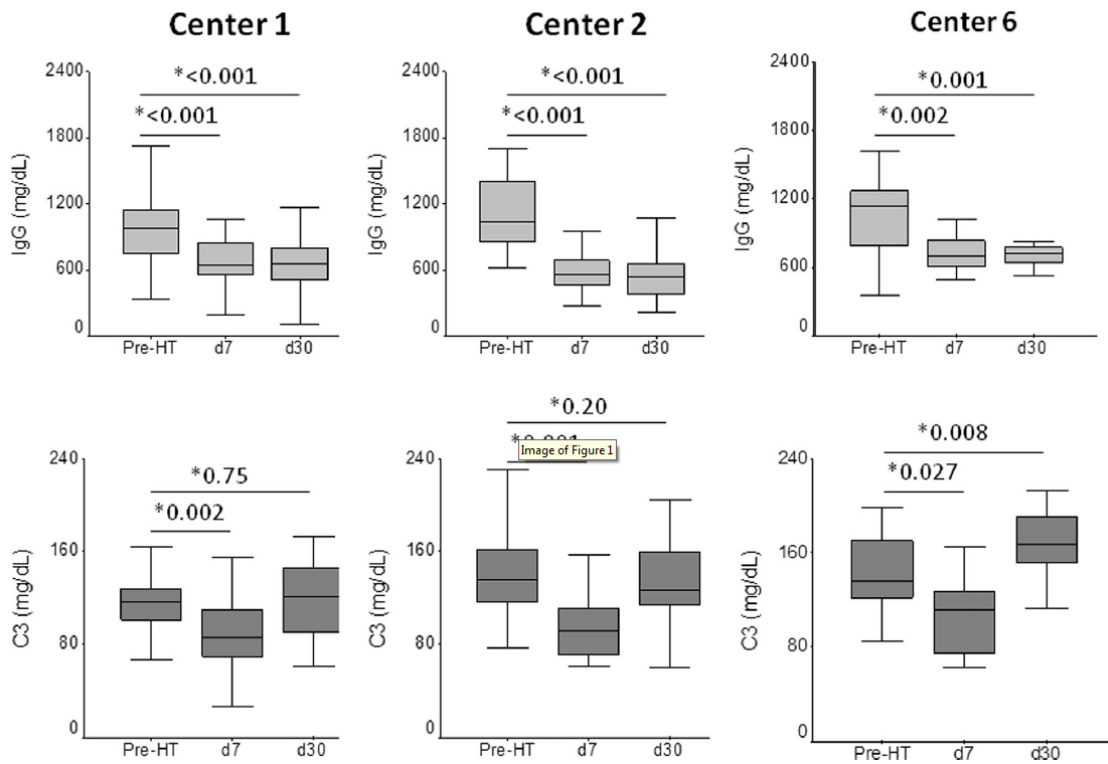 Center 1
Center 2
Center 6
IgG (mg/dL)
2400
1800
1200
600
0
*<0.001
*<0.001
Pre-HT d7 d30
IgG (mg/dL)
2400
1800
1200
600
0
*<0.001
*<0.001
Pre-HT d7 d30
IgG (mg/dL)
2400
1800
1200
600
0
*0.001
*0.002
Pre-HT d7 d30
C3 (mg/dL)
240
160
80
0
*0.75
*0.002
Pre-HT d7 d30
C3 (mg/dL)
240
160
80
0
*0.20
Image of Figure 1
Pre-HT d7 d30
C3 (mg/dL)
240
160
80
0
*0.008
*0.027
Pre-HT d7 d30